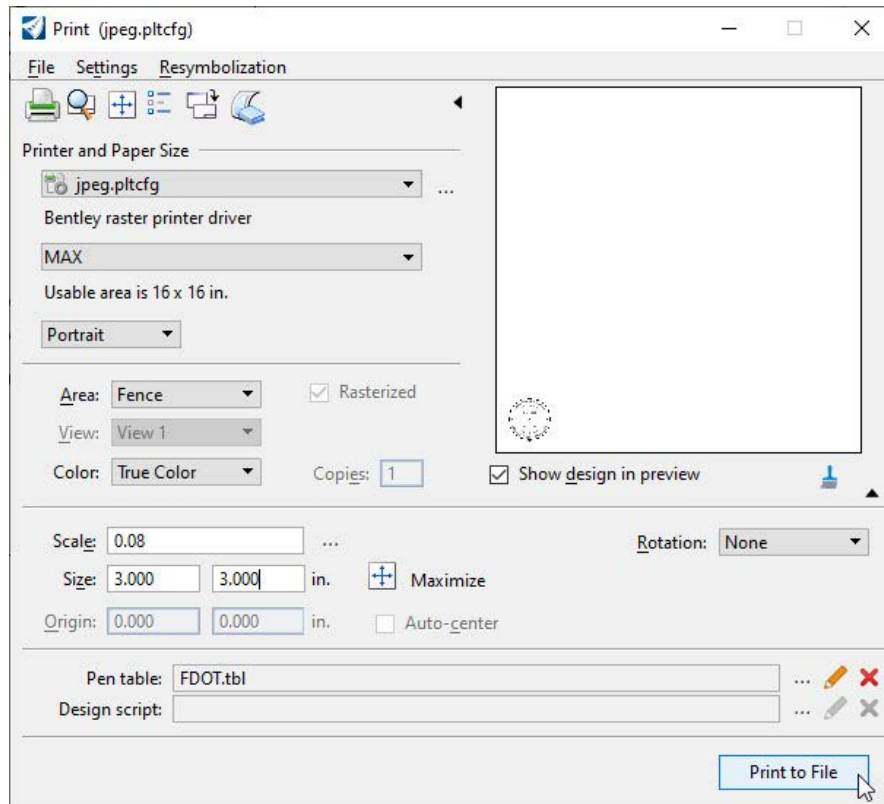 Print (jpeg.pltcfg)
File Settings Resymbolization
Printer and Paper Size
jpeg.pltcfg
...
Bentley raster printer driver
MAX
Usable area is 16 x 16 in.
Portrait
Area: Fence
Rasterized
View: View 1
Color: True Color
Copies: 1
Show design in preview
Scale: 0.08
...
Rotation: None
Size: 3.000 3.000 in.
Maximize
Origin: 0.000 0.000 in.
Auto-center
Pen table: FDOT.tbl
...
Design script:
...
Print to File